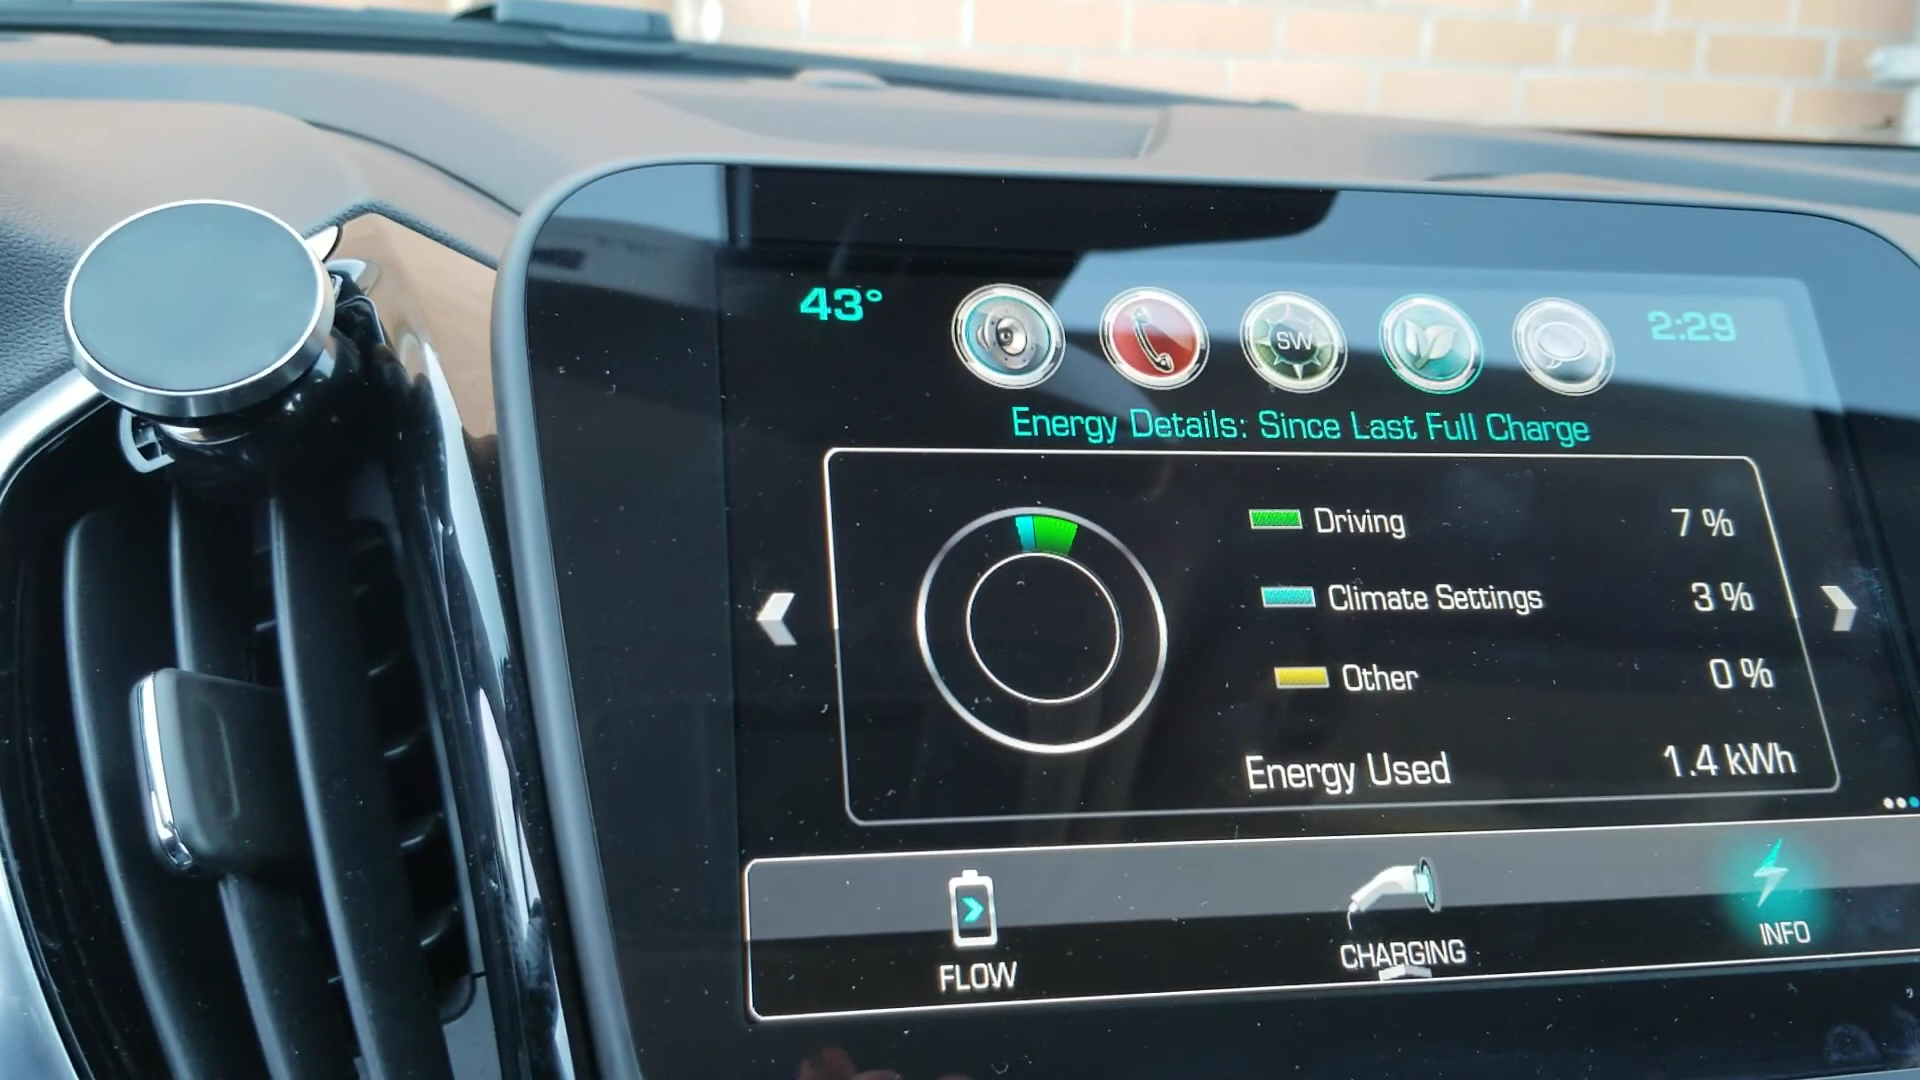 43° 2:29
SW
Energy Details: Since Last Full Charge
Driving 7 %
Climate Settings 3 %
Other 0 %
Energy Used 1.4 kWh
FLOW CHARGING INFO